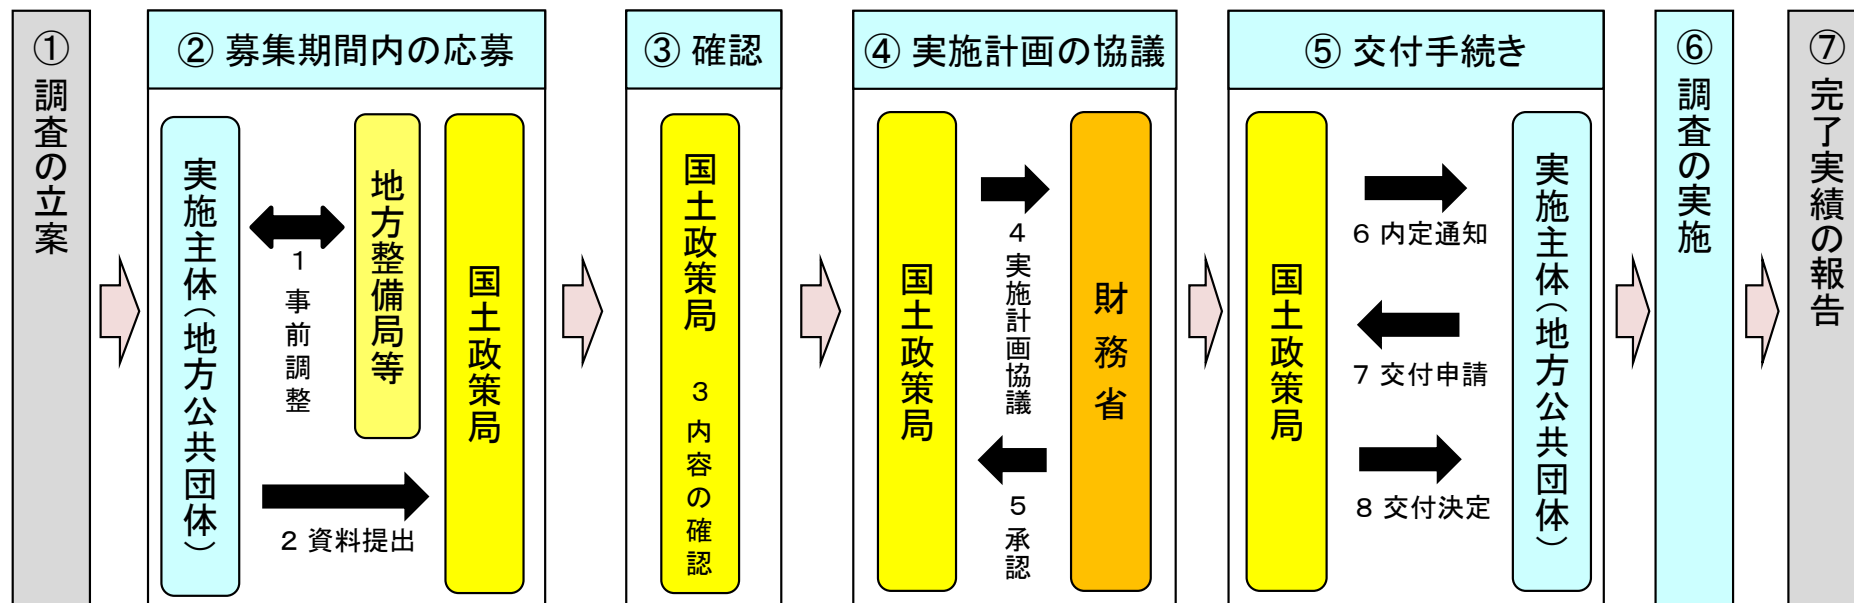 ① 調査の立案
② 募集期間内の応募
実施主体（地方公共団体）
1 事前調整
地方整備局等
2 資料提出
国土政策局
③ 確認
国土政策局
3 内容の確認
④ 実施計画の協議
国土政策局
4 実施計画協議
5 承認
財務省
⑤ 交付手続き
国土政策局
6 内定通知
7 交付申請
8 交付決定
実施主体（地方公共団体）
⑥ 調査の実施
⑦ 完了実績の報告